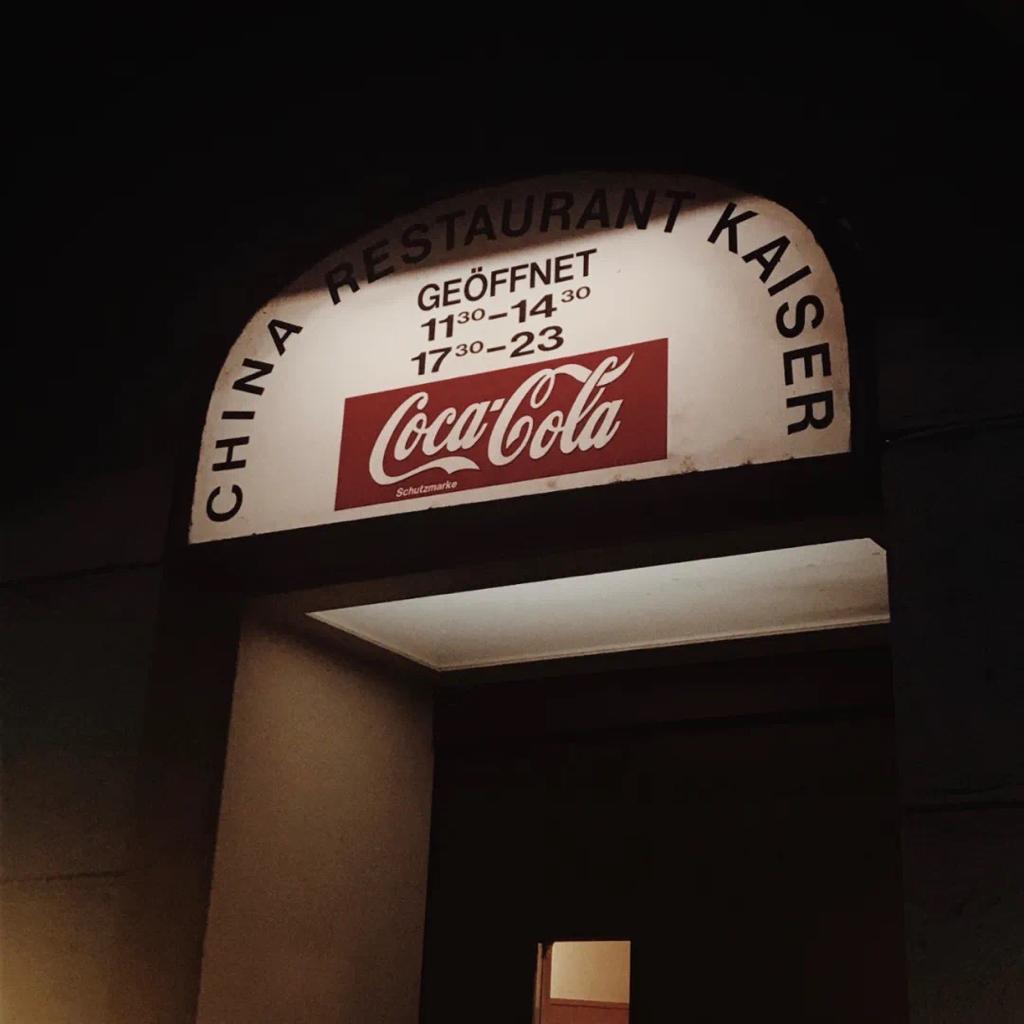 CHINA RESTAURANT KAISER
GEÖFFNET
11³⁰–14³⁰
17³⁰–23
Coca-Cola
Schutzmarke